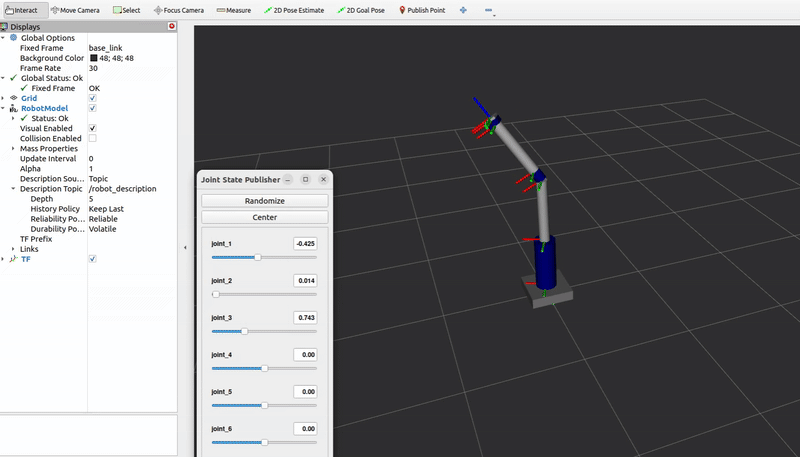 Interact Move Camera Select Focus Camera Measure 2D Pose Estimate 2D Goal Pose Publish Point
Displays
Global Options
Fixed Frame base_link
Background Color 48; 48; 48
Frame Rate 30
Global Status: Ok
Fixed Frame OK
Grid
RobotModel
Status: Ok
Visual Enabled
Collision Enabled
Mass Properties
Update Interval 0
Alpha 1
Description Sou... Topic
Description Topic /robot_description
Depth 5
History Policy Keep Last
Reliability Po... Reliable
Durability Po... Volatile
TF Prefix
Links
TF
Joint State Publisher
Randomize
Center
joint_1 -0.425
joint_2 0.014
joint_3 0.743
joint_4 0.00
joint_5 0.00
joint_6 0.00